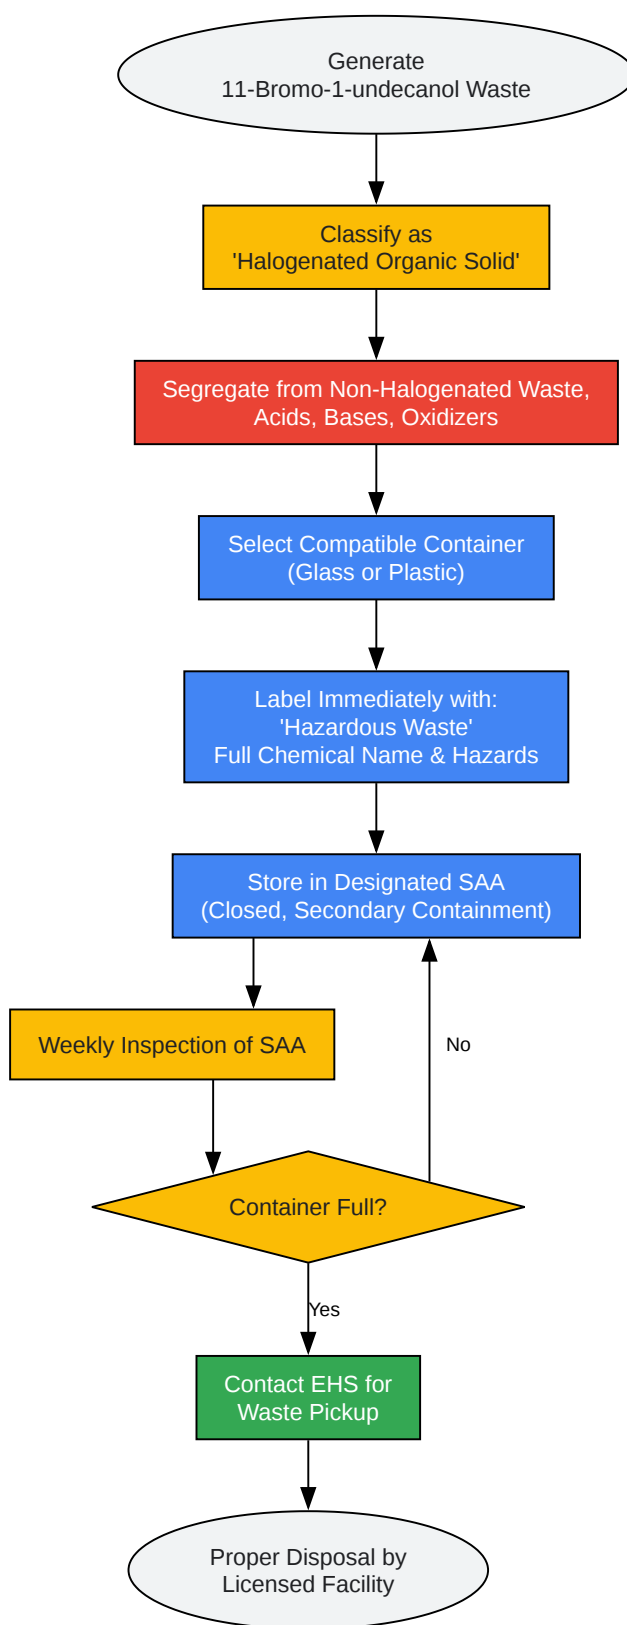 Generate
11-Bromo-1-undecanol Waste
Classify as
'Halogenated Organic Solid'
Segregate from Non-Halogenated Waste,
Acids, Bases, Oxidizers
Select Compatible Container
(Glass or Plastic)
Label Immediately with:
'Hazardous Waste'
Full Chemical Name & Hazards
Store in Designated SAA
(Closed, Secondary Containment)
Weekly Inspection of SAA
No
Container Full?
Yes
Contact EHS for
Waste Pickup
Proper Disposal by
Licensed Facility